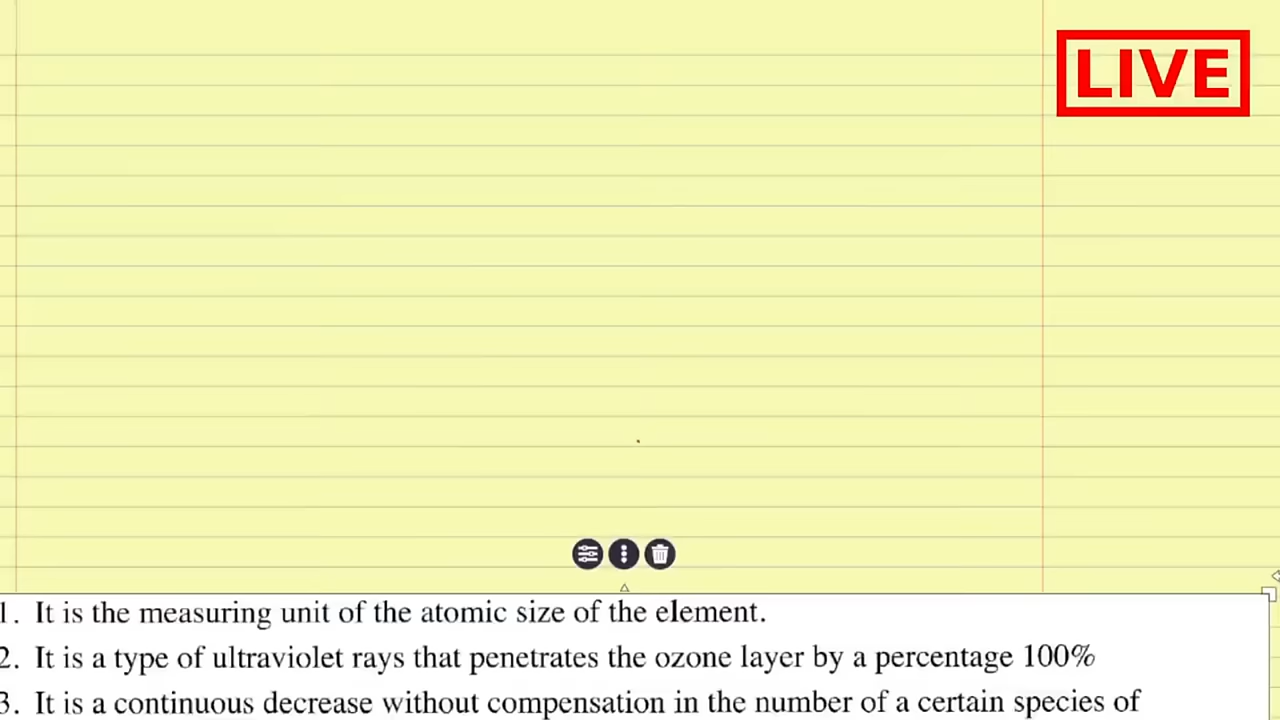 LIVE
1. It is the measuring unit of the atomic size of the element.
2. It is a type of ultraviolet rays that penetrates the ozone layer by a percentage 100%
3. It is a continuous decrease without compensation in the number of a certain species of